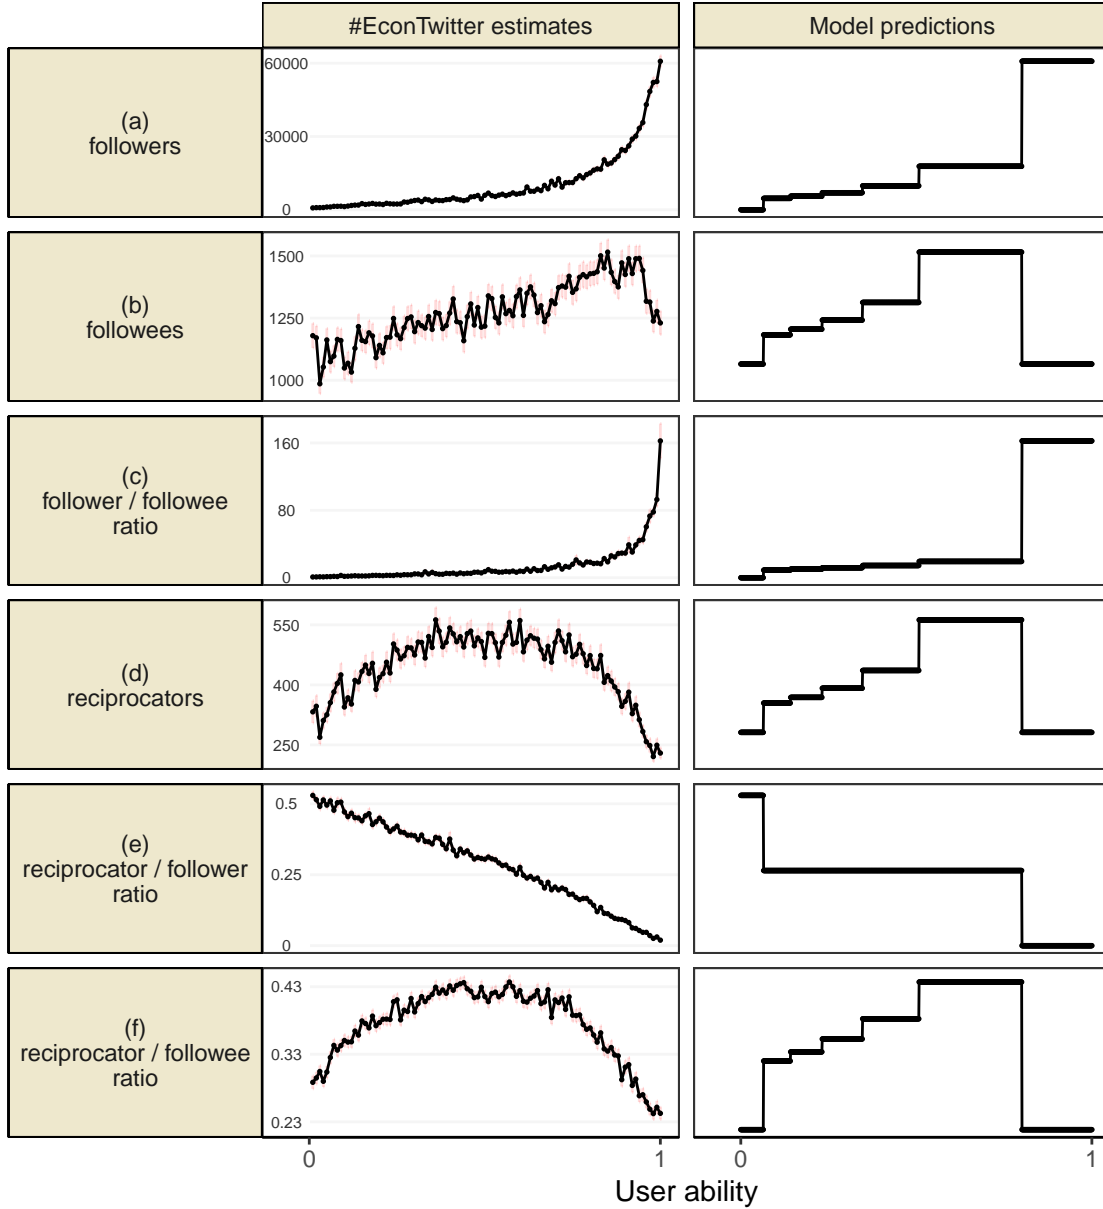 #EconTwitter estimates
Model predictions
(a)
followers
60000
30000
0
(b)
followees
1500
1250
1000
(c)
follower / followee
ratio
160
80
0
(d)
reciprocators
550
400
250
(e)
reciprocator / follower
ratio
0.5
0.25
0
(f)
reciprocator / followee
ratio
0.43
0.33
0.23
0
1
0
1
User ability